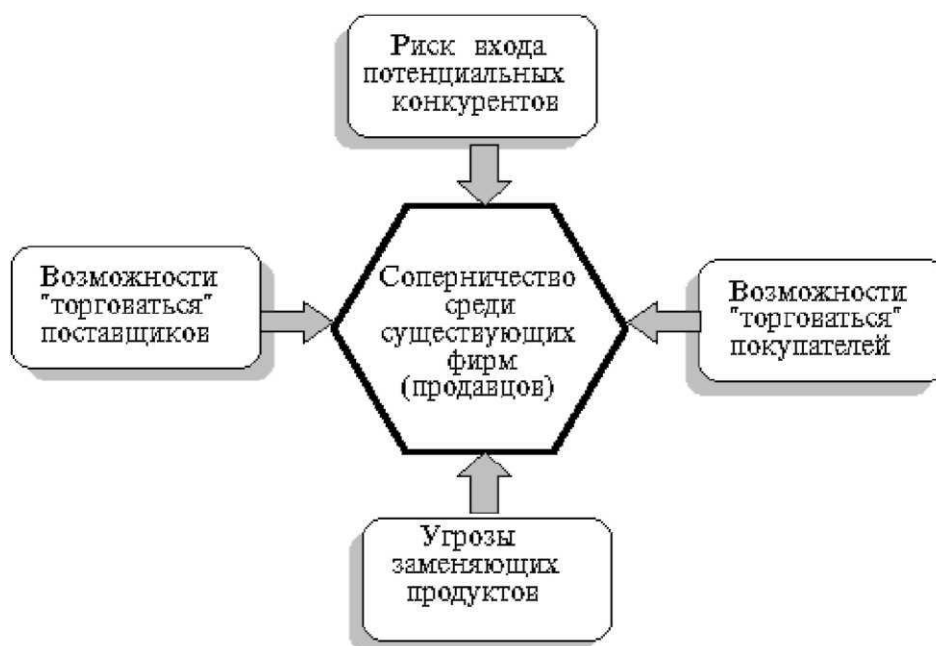 Риск входа
потенциальных
конкурентов
Возможности
"торговаться"
поставщиков
Соперничество
среди
существующих
фирм
(продавцов)
Возможности
"торговаться"
покупателей
Угрозы
заменяющих
продуктов